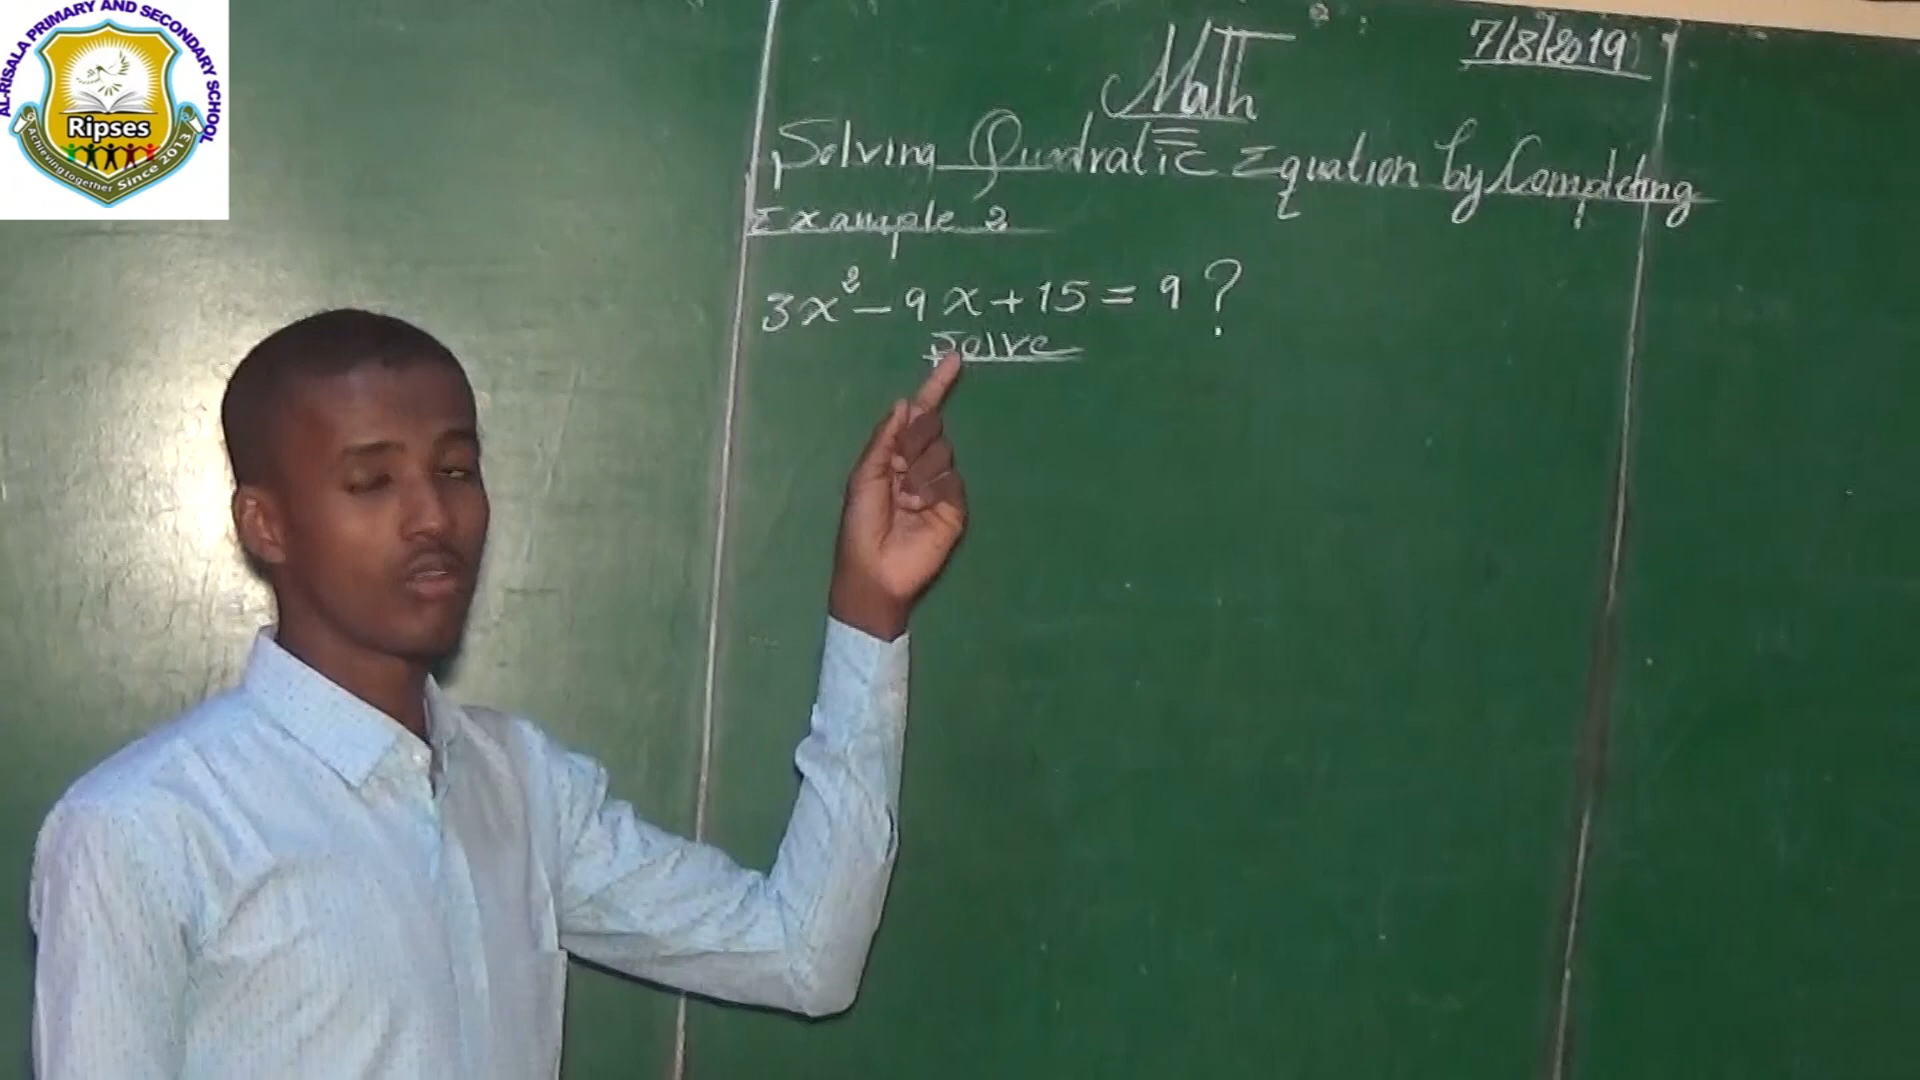 AL-RISALA PRIMARY AND SECONDARY SCHOOL
Ripses
Achieving together Since 2013
Math
7/8/2019
Solving Quadratic Equation by Completing
Example 2
3x² - 9x + 15 = 9 ?
Solve